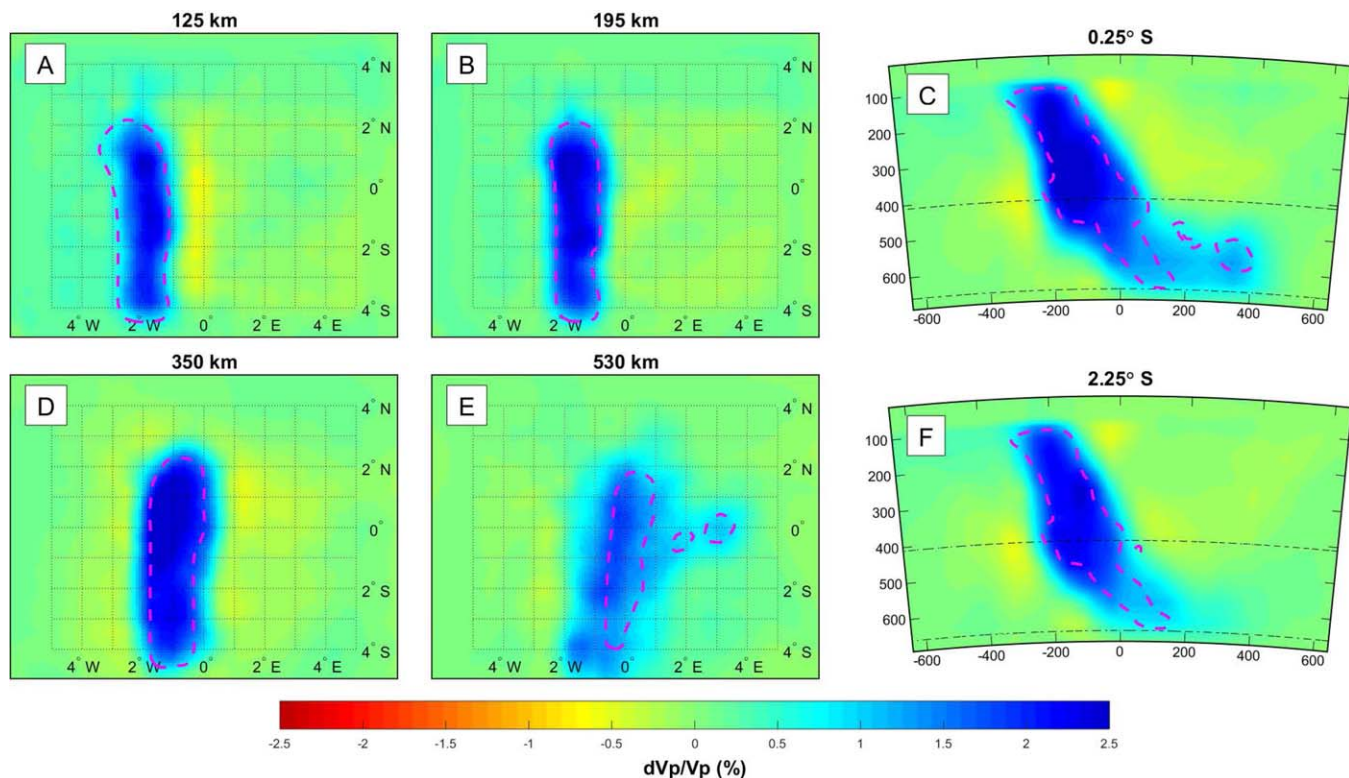 125 km
195 km
0.25° S
A
4° N
2° N
0°
2° S
4° S
4° W
2° W
0°
2° E
4° E
B
4° N
2° N
0°
2° S
4° S
4° W
2° W
0°
2° E
4° E
C
100
200
300
400
500
600
-600
-400
-200
0
200
400
600
350 km
530 km
2.25° S
D
4° N
2° N
0°
2° S
4° S
4° W
2° W
0°
2° E
4° E
E
4° N
2° N
0°
2° S
4° S
4° W
2° W
0°
2° E
4° E
F
100
200
300
400
500
600
-600
-400
-200
0
200
400
600
-2.5
-2
-1.5
-1
-0.5
0
0.5
1
1.5
2
2.5
dVp/Vp (%)